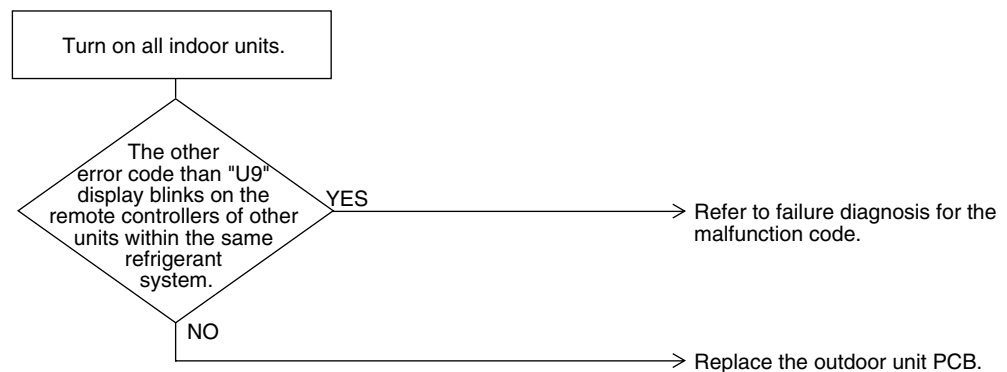 Turn on all indoor units.
The other
error code than "U9"
display blinks on the
remote controllers of other
units within the same
refrigerant
system.
YES
Refer to failure diagnosis for the
malfunction code.
NO
Replace the outdoor unit PCB.